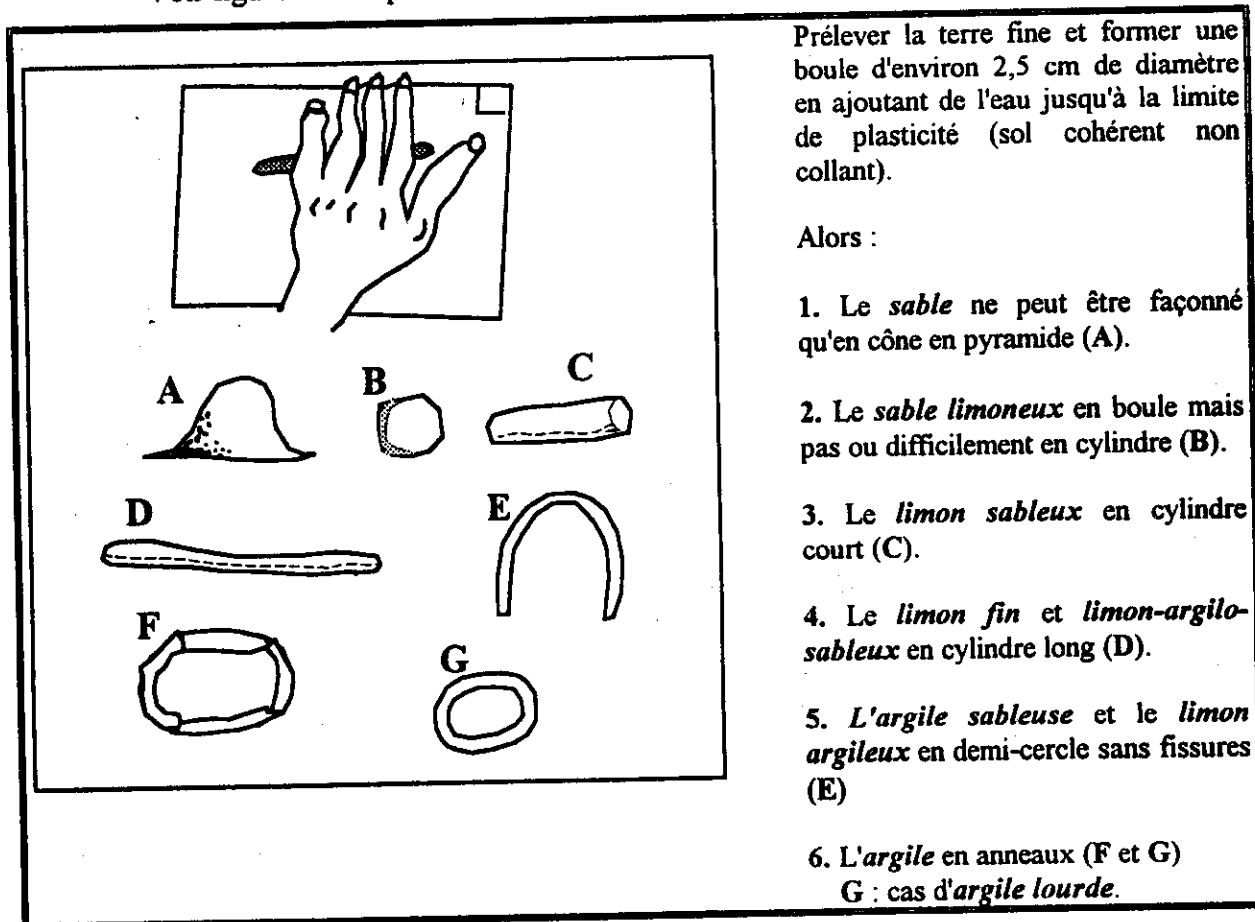 Prélever la terre fine et former une
boule d'environ 2,5 cm de diamètre
en ajoutant de l'eau jusqu'à la limite
de plasticité (sol cohérent non
collant).
Alors :
1. Le sable ne peut être façonné
qu'en cône en pyramide (A).
2. Le sable limoneux en boule mais
pas ou difficilement en cylindre (B).
3. Le limon sableux en cylindre
court (C).
4. Le limon fin et limon-argilo-
sableux en cylindre long (D).
5. L'argile sableuse et le limon
argileux en demi-cercle sans fissures
(E)
6. L'argile en anneaux (F et G)
G : cas d'argile lourde.
A
B
C
D
E
F
G